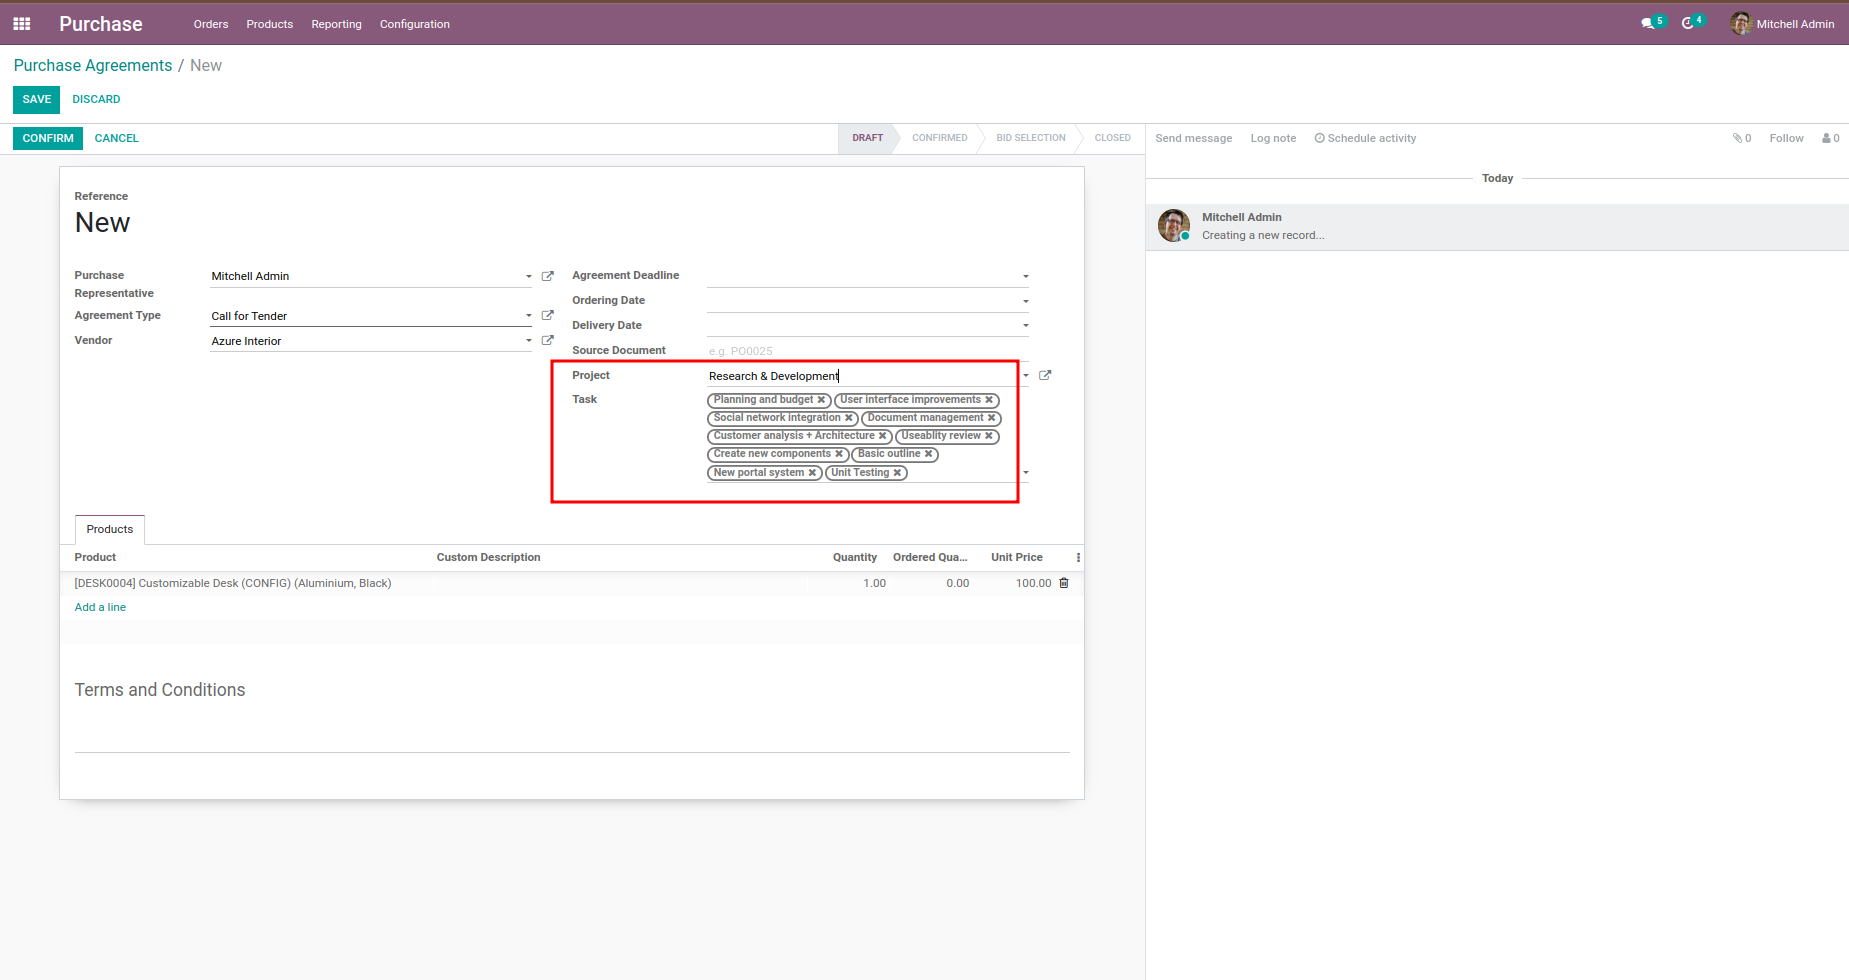 Purchase Orders Products Reporting Configuration 5 4 Mitchell Admin
Purchase Agreements / New
SAVE DISCARD
CONFIRM CANCEL DRAFT CONFIRMED BID SELECTION CLOSED Send message Log note Schedule activity 0 Follow 0
Today
Mitchell Admin
Creating a new record...
Reference
New
Purchase Representative Mitchell Admin
Agreement Type Call for Tender
Vendor Azure Interior
Agreement Deadline
Ordering Date
Delivery Date
Source Document e.g. PO0025
Project Research & Development
Task Planning and budget ✖ User interface improvements ✖
Social network integration ✖ Document management ✖
Customer analysis + Architecture ✖ Useablity review ✖
Create new components ✖ Basic outline ✖
New portal system ✖ Unit Testing ✖
Products
Product Custom Description Quantity Ordered Qua... Unit Price
[DESK0004] Customizable Desk (CONFIG) (Aluminium, Black) 1.00 0.00 100.00
Add a line
Terms and Conditions